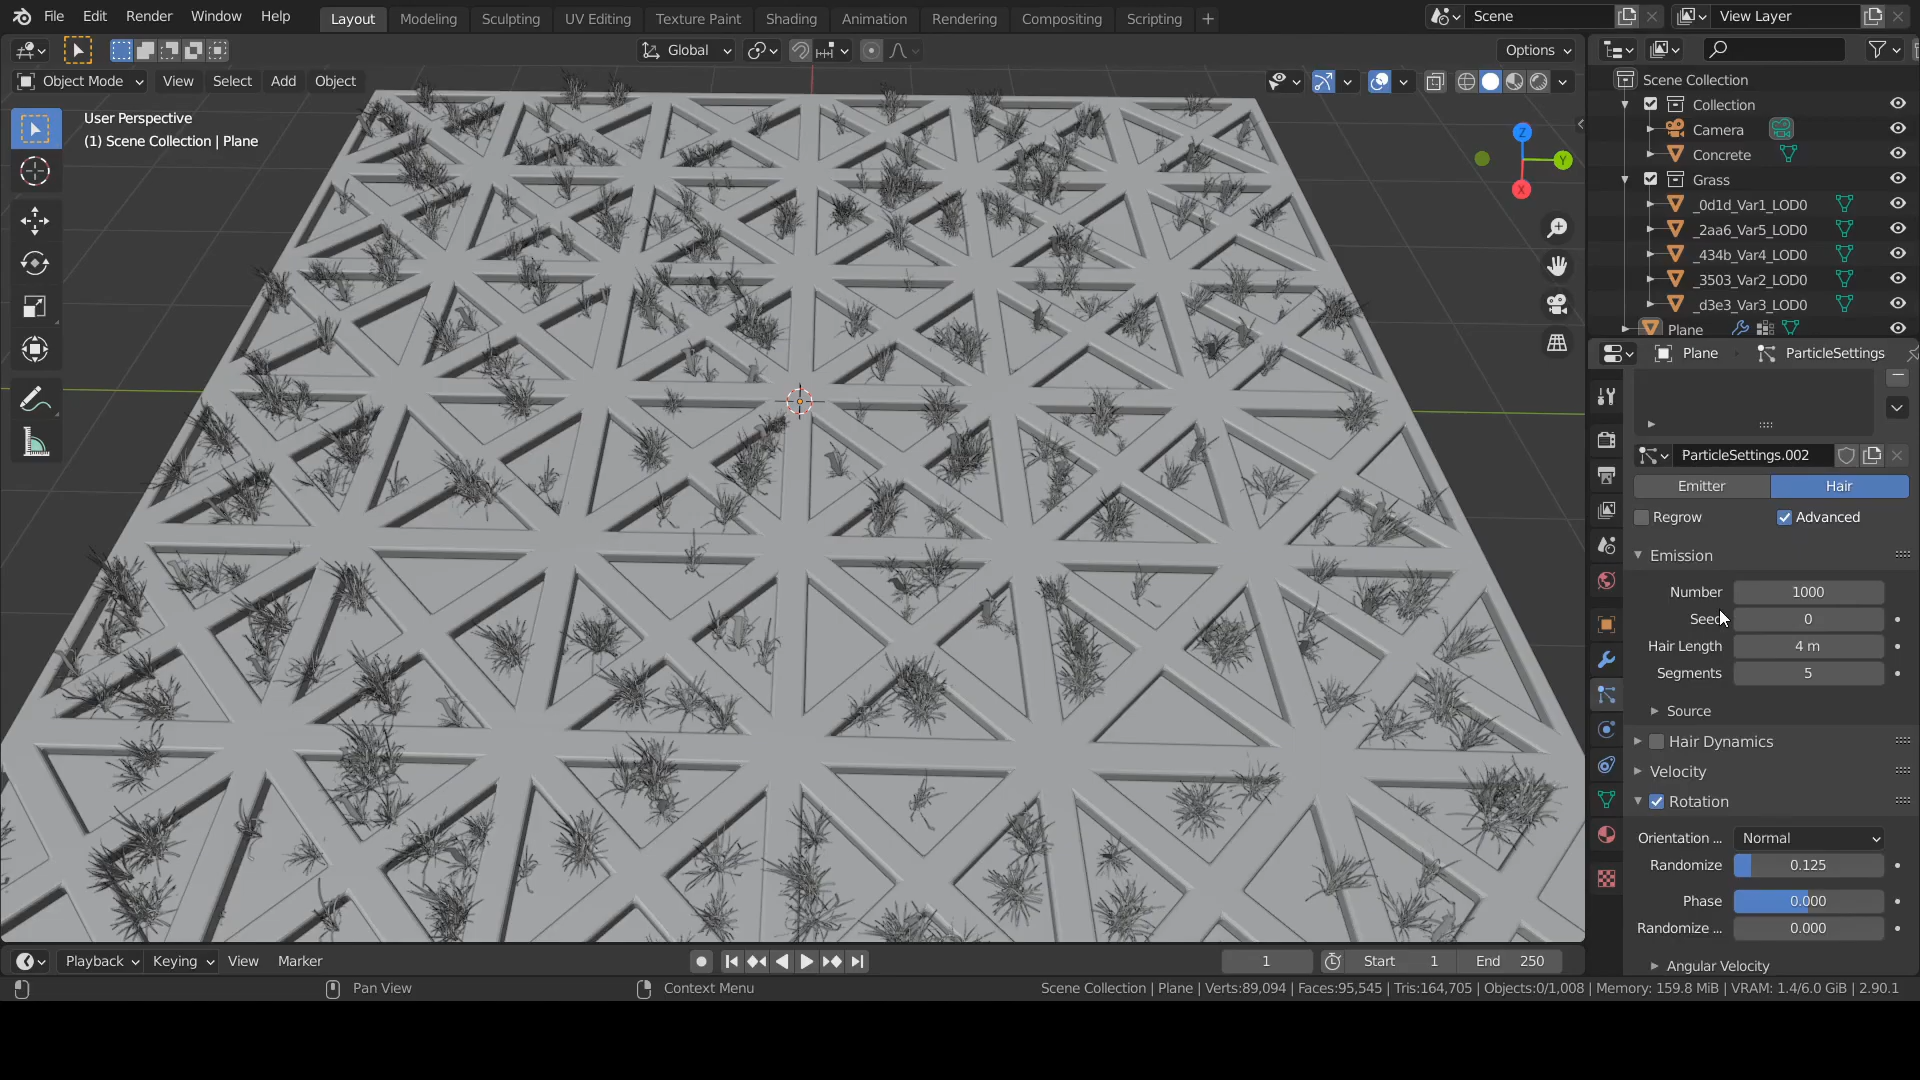 File Edit Render Window Help Layout Modeling Sculpting UV Editing Texture Paint Shading Animation Rendering Compositing Scripting + Scene View Layer
Global Options
Object Mode View Select Add Object
User Perspective
(1) Scene Collection | Plane
Z
Y
X
Scene Collection
Collection
Camera
Concrete
Grass
_0d1d_Var1_LOD0
_2aa6_Var5_LOD0
_434b_Var4_LOD0
_3503_Var2_LOD0
_d3e3_Var3_LOD0
Plane
Plane ParticleSettings
ParticleSettings.002
Emitter Hair
Regrow Advanced
Emission
Number 1000
Seed 0
Hair Length 4 m
Segments 5
Source
Hair Dynamics
Velocity
Rotation
Orientation ... Normal
Randomize 0.125
Phase 0.000
Randomize ... 0.000
Angular Velocity
Playback Keying View Marker 1 Start 1 End 250
Pan View Context Menu Scene Collection | Plane | Verts:89,094 | Faces:95,545 | Tris:164,705 | Objects:0/1,008 | Memory: 159.8 MiB | VRAM: 1.4/6.0 GiB | 2.90.1